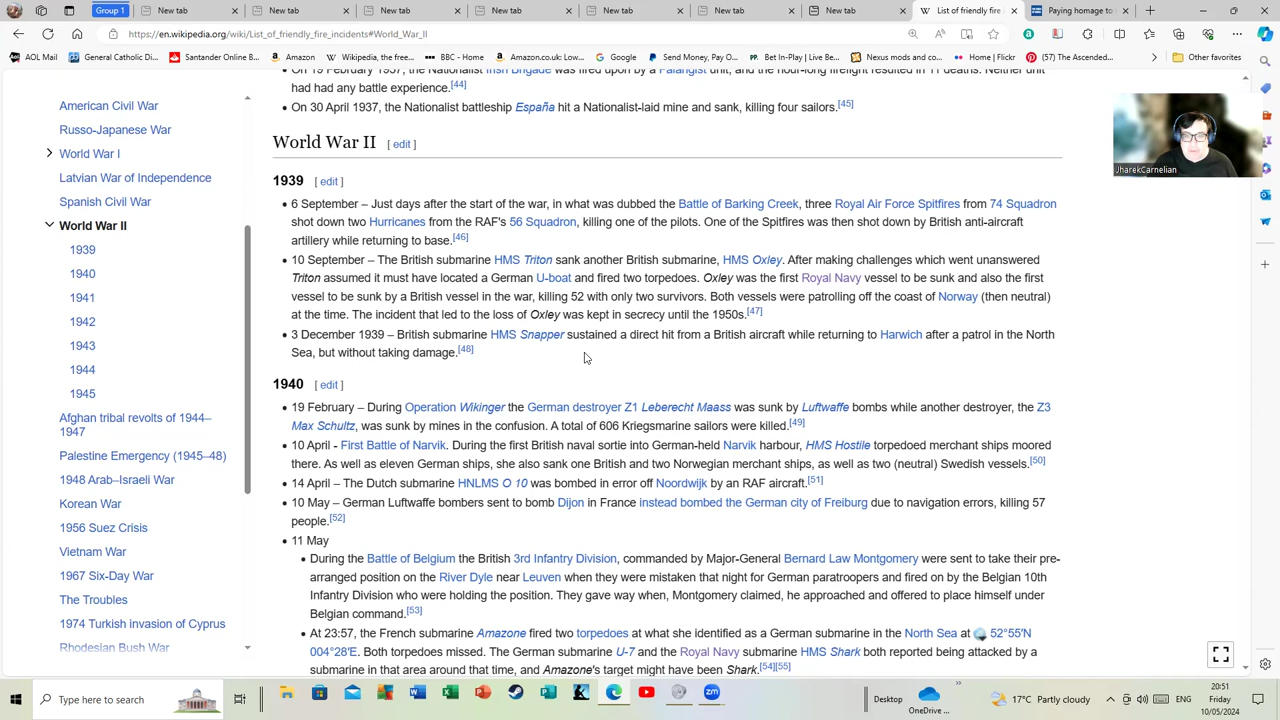 Group 1
New tab
New tab
New tab
New tab
List of friendly fire incidents
Paying homage to
https://en.wikipedia.org/wiki/List_of_friendly_fire_incidents#World_War_II
AOL Mail
General Catholic Di...
Santander Online B...
Amazon
Wikipedia, the free...
BBC - Home
Amazon.co.uk: Low...
Google
Send Money, Pay O...
Bet In-Play | Live Be...
Nexus mods and co...
Home | Flickr
(57) The Ascended...
Other favorites
On 19 February 1937, the Nationalist Irish Brigade was fired upon by a Falangist unit, and the hour-long firefight resulted in 11 deaths. Neither unit
had had any battle experience.[44]
On 30 April 1937, the Nationalist battleship España hit a Nationalist-laid mine and sank, killing four sailors.[45]
American Civil War
Russo-Japanese War
World War I
Latvian War of Independence
Spanish Civil War
World War II
1939
1940
1941
1942
1943
1944
1945
Afghan tribal revolts of 1944–
1947
Palestine Emergency (1945–48)
1948 Arab–Israeli War
Korean War
1956 Suez Crisis
Vietnam War
1967 Six-Day War
The Troubles
1974 Turkish invasion of Cyprus
Rhodesian Bush War
World War II [ edit ]
1939 [ edit ]
• 6 September – Just days after the start of the war, in what was dubbed the Battle of Barking Creek, three Royal Air Force Spitfires from 74 Squadron
shot down two Hurricanes from the RAF's 56 Squadron, killing one of the pilots. One of the Spitfires was then shot down by British anti-aircraft
artillery while returning to base.[46]
• 10 September – The British submarine HMS Triton sank another British submarine, HMS Oxley. After making challenges which went unanswered
Triton assumed it must have located a German U-boat and fired two torpedoes. Oxley was the first Royal Navy vessel to be sunk and also the first
vessel to be sunk by a British vessel in the war, killing 52 with only two survivors. Both vessels were patrolling off the coast of Norway (then neutral)
at the time. The incident that led to the loss of Oxley was kept in secrecy until the 1950s.[47]
• 3 December 1939 – British submarine HMS Snapper sustained a direct hit from a British aircraft while returning to Harwich after a patrol in the North
Sea, but without taking damage.[48]
1940 [ edit ]
• 19 February – During Operation Wikinger the German destroyer Z1 Leberecht Maass was sunk by Luftwaffe bombs while another destroyer, the Z3
Max Schultz, was sunk by mines in the confusion. A total of 606 Kriegsmarine sailors were killed.[49]
• 10 April - First Battle of Narvik. During the first British naval sortie into German-held Narvik harbour, HMS Hostile torpedoed merchant ships moored
there. As well as eleven German ships, she also sank one British and two Norwegian merchant ships, as well as two (neutral) Swedish vessels.[50]
• 14 April – The Dutch submarine HNLMS O 10 was bombed in error off Noordwijk by an RAF aircraft.[51]
• 10 May – German Luftwaffe bombers sent to bomb Dijon in France instead bombed the German city of Freiburg due to navigation errors, killing 57
people.[52]
• 11 May
• During the Battle of Belgium the British 3rd Infantry Division, commanded by Major-General Bernard Law Montgomery were sent to take their pre-
arranged position on the River Dyle near Leuven when they were mistaken that night for German paratroopers and fired on by the Belgian 10th
Infantry Division who were holding the position. They gave way when, Montgomery claimed, he approached and offered to place himself under
Belgian command.[53]
• At 23:57, the French submarine Amazone fired two torpedoes at what she identified as a German submarine in the North Sea at 52°55′N
004°28′E. Both torpedoes missed. The German submarine U-7 and the Royal Navy submarine HMS Shark both reported being attacked by a
submarine in that area around that time, and Amazone's target might have been Shark.[54][55]
JharekCarnelian
Type here to search
Desktop
OneDrive ...
17°C Partly cloudy
ENG
20:51
Friday
10/05/2024